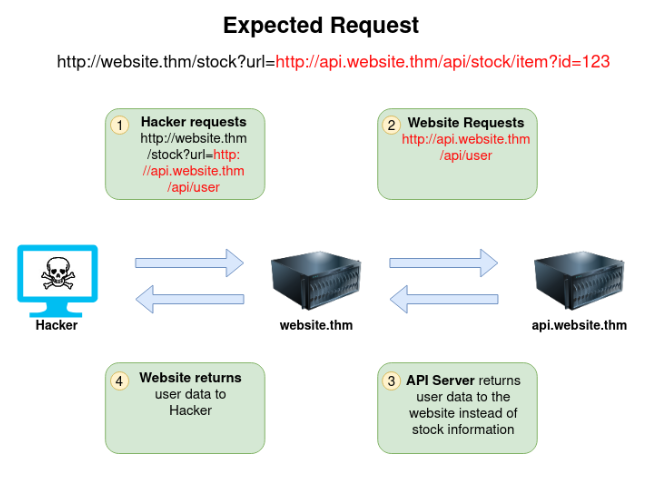 Expected Request
http://website.thm/stock?url=http://api.website.thm/api/stock/item?id=123
1
Hacker requests
http://website.thm
/stock?url=http:
//api.website.thm
/api/user
2
Website Requests
http://api.website.thm
/api/user
Hacker
website.thm
api.website.thm
4
Website returns
user data to
Hacker
3
API Server returns
user data to the
website instead of
stock information